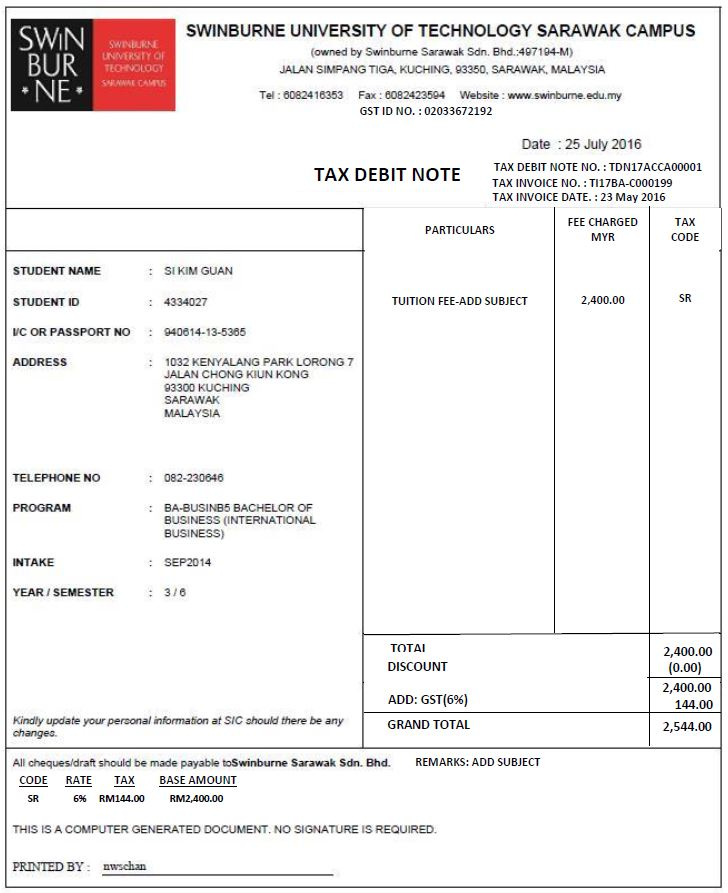 SWINBURNE UNIVERSITY OF TECHNOLOGY SARAWAK CAMPUS
SWIN
BUR
* NE *
SWINBURNE
UNIVERSITY OF
TECHNOLOGY
SARAWAK CAMPUS
(owned by Swinburne Sarawak Sdn. Bhd.:497194-M)
JALAN SIMPANG TIGA, KUCHING, 93350, SARAWAK, MALAYSIA
Tel : 6082416353 Fax : 6082423594 Website : www.swinburne.edu.my
GST ID NO. : 02033672192
Date : 25 July 2016
TAX DEBIT NOTE
TAX DEBIT NOTE NO. : TDN17ACCA00001
TAX INVOICE NO. : TI17BA-C000199
TAX INVOICE DATE. : 23 May 2016
PARTICULARS
FEE CHARGED
MYR
TAX
CODE
STUDENT NAME : SI KIM GUAN
STUDENT ID : 4334027
TUITION FEE-ADD SUBJECT 2,400.00 SR
I/C OR PASSPORT NO : 940614-13-5365
ADDRESS : 1032 KENYALANG PARK LORONG 7
JALAN CHONG KIUN KONG
93300 KUCHING
SARAWAK
MALAYSIA
TELEPHONE NO : 082-230646
PROGRAM : BA-BUSINB5 BACHELOR OF
BUSINESS (INTERNATIONAL
BUSINESS)
INTAKE : SEP2014
YEAR / SEMESTER : 3 / 6
TOTAL 2,400.00
DISCOUNT (0.00)
2,400.00
ADD: GST(6%) 144.00
GRAND TOTAL 2,544.00
Kindly update your personal information at SIC should there be any
changes.
All cheques/draft should be made payable toSwinburne Sarawak Sdn. Bhd. REMARKS: ADD SUBJECT
CODE RATE TAX BASE AMOUNT
SR 6% RM144.00 RM2,400.00
THIS IS A COMPUTER GENERATED DOCUMENT. NO SIGNATURE IS REQUIRED.
PRINTED BY : nwschan